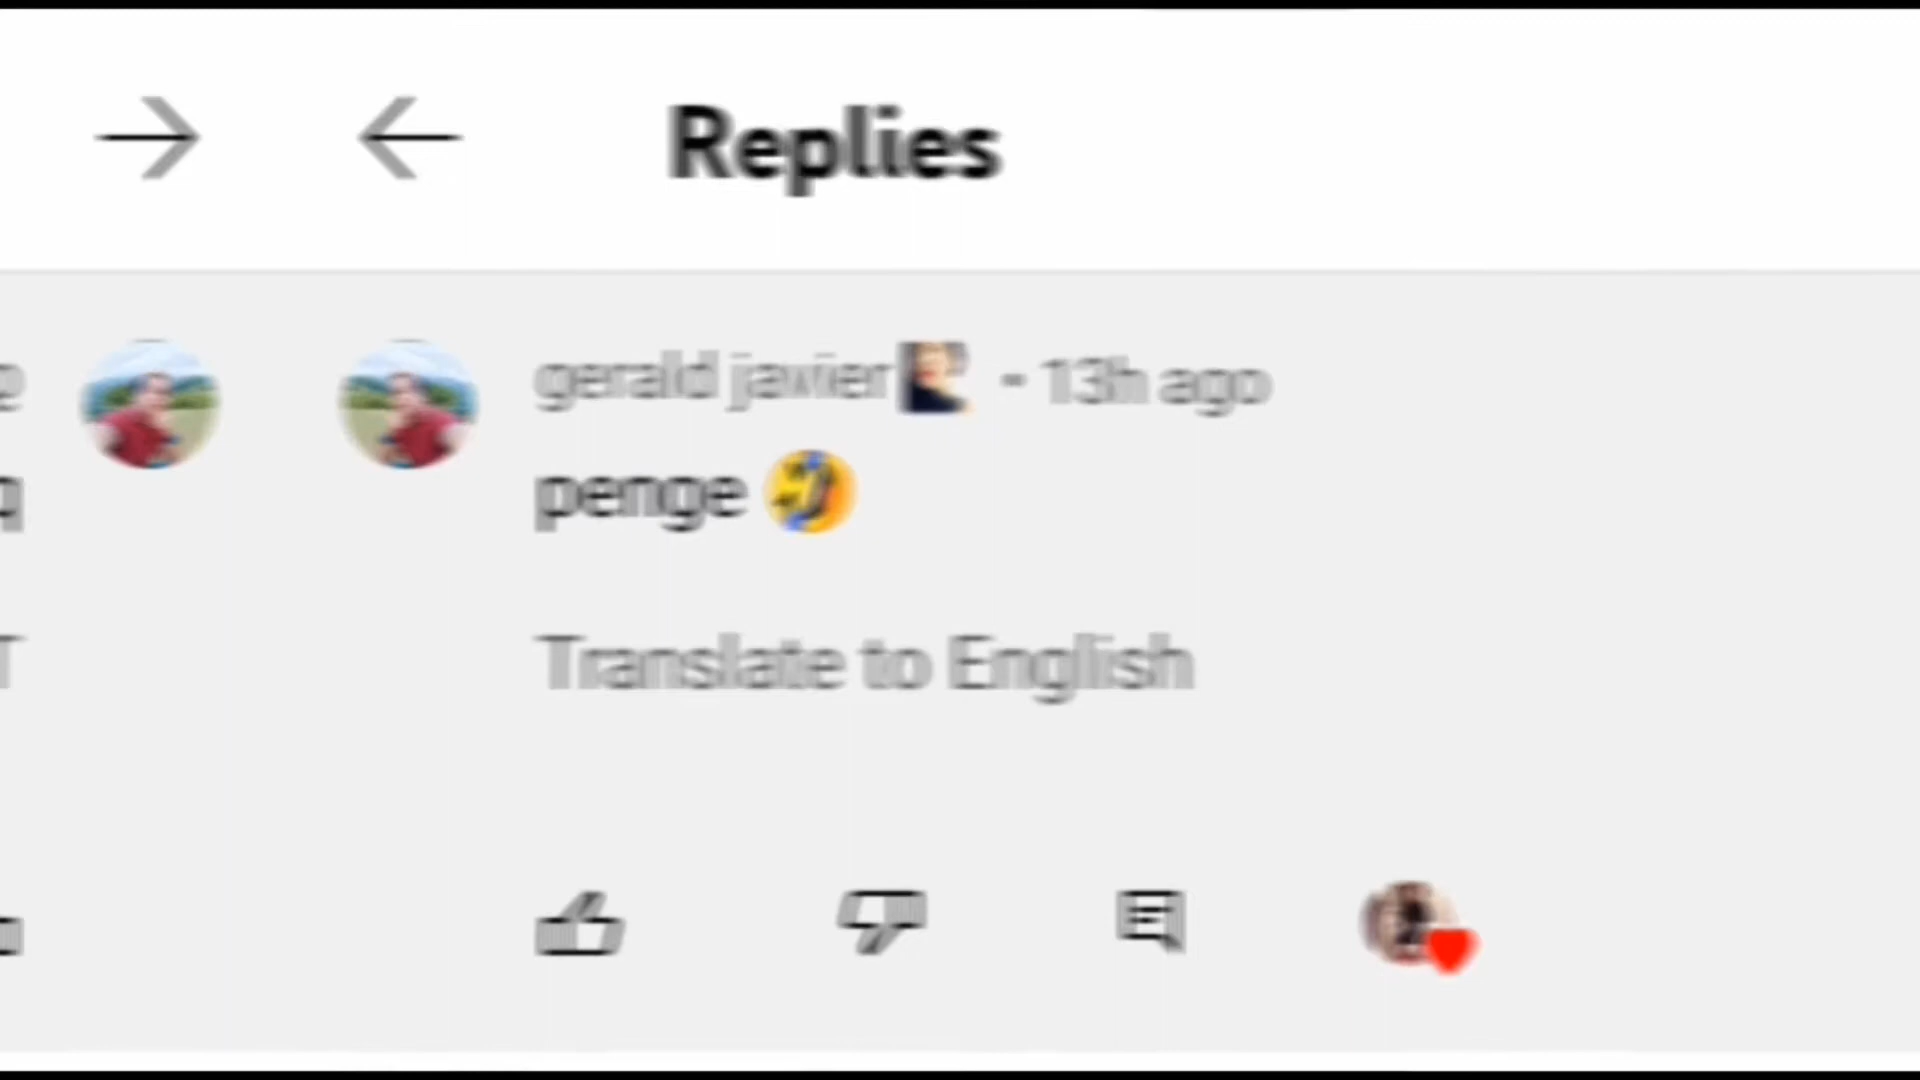 Replies
gerald javier - 13h ago
penge 🤣
Translate to English